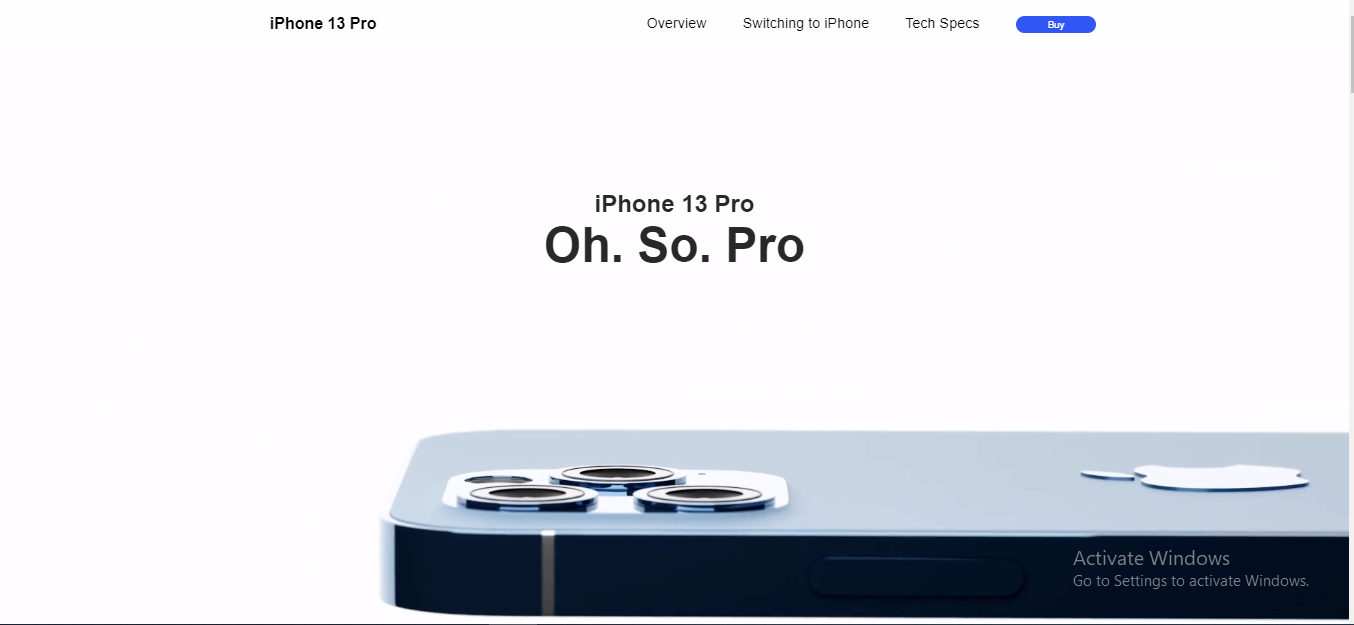 iPhone 13 Pro
Overview
Switching to iPhone
Tech Specs
Buy
iPhone 13 Pro
Oh. So. Pro
Activate Windows
Go to Settings to activate Windows.